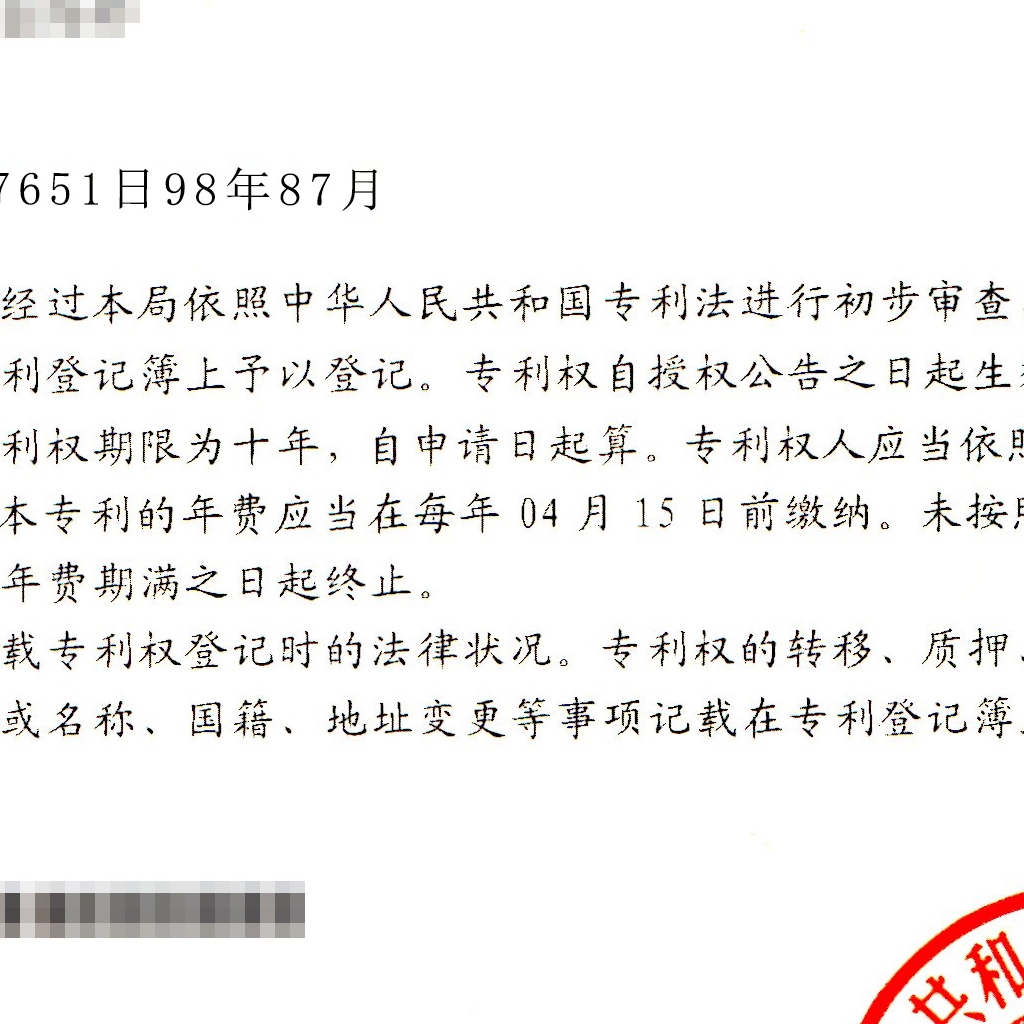 7651日98年87月
经过本局依照中华人民共和国专利法进行初步审查
利登记簿上予以登记。专利权自授权公告之日起生
利权期限为十年，自申请日起算。专利权人应当依照
本专利的年费应当在每年 04 月 15 日前缴纳。未按照
年费期满之日起终止。
载专利权登记时的法律状况。专利权的转移、质押、
或名称、国籍、地址变更等事项记载在专利登记簿上
共和